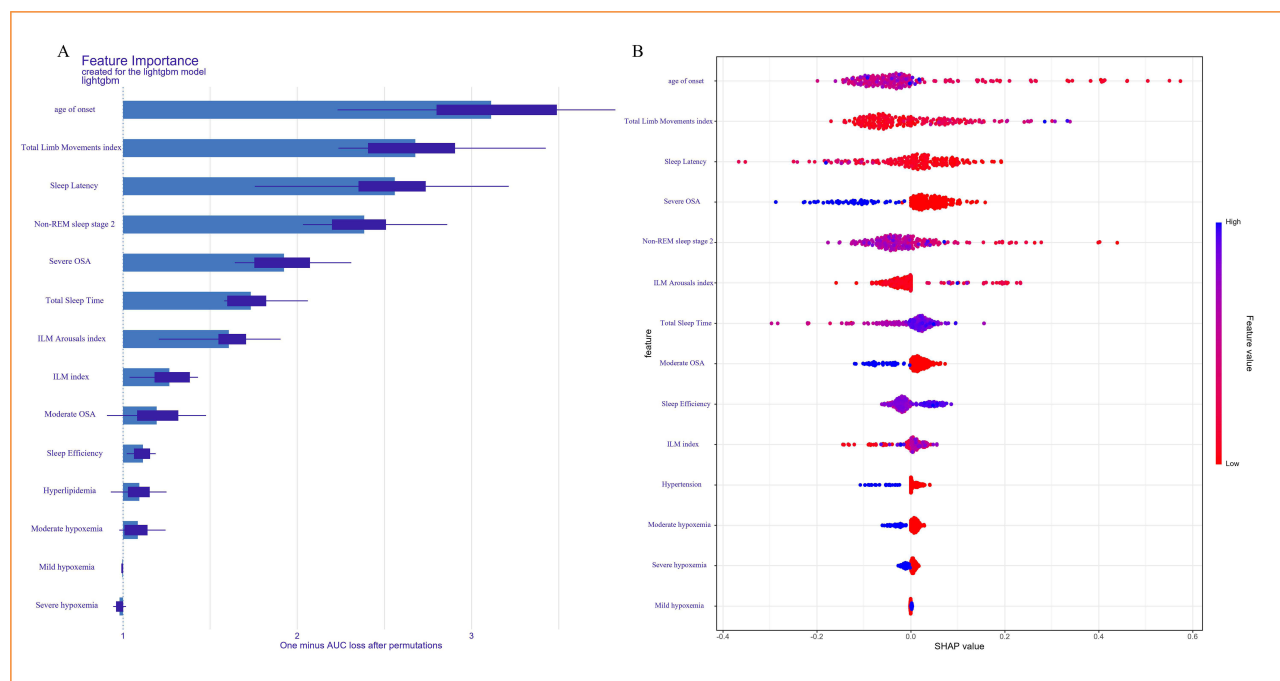 A
Feature Importance
created for the lightgbm model
lightgbm
age of onset
Total Limb Movements index
Sleep Latency
Non-REM sleep stage 2
Severe OSA
Total Sleep Time
ILM Arousals index
ILM index
Moderate OSA
Sleep Efficiency
Hyperlipidemia
Moderate hypoxemia
Mild hypoxemia
Severe hypoxemia
1
2
3
One minus AUC loss after permutations
B
age of onset
Total Limb Movements index
Sleep Latency
Severe OSA
Non-REM sleep stage 2
ILM Arousals index
Total Sleep Time
feature
Moderate OSA
Sleep Efficiency
ILM index
Hypertension
Moderate hypoxemia
Severe hypoxemia
Mild hypoxemia
-0.4
-0.2
0.0
0.2
0.4
0.6
SHAP value
High
Feature value
Low